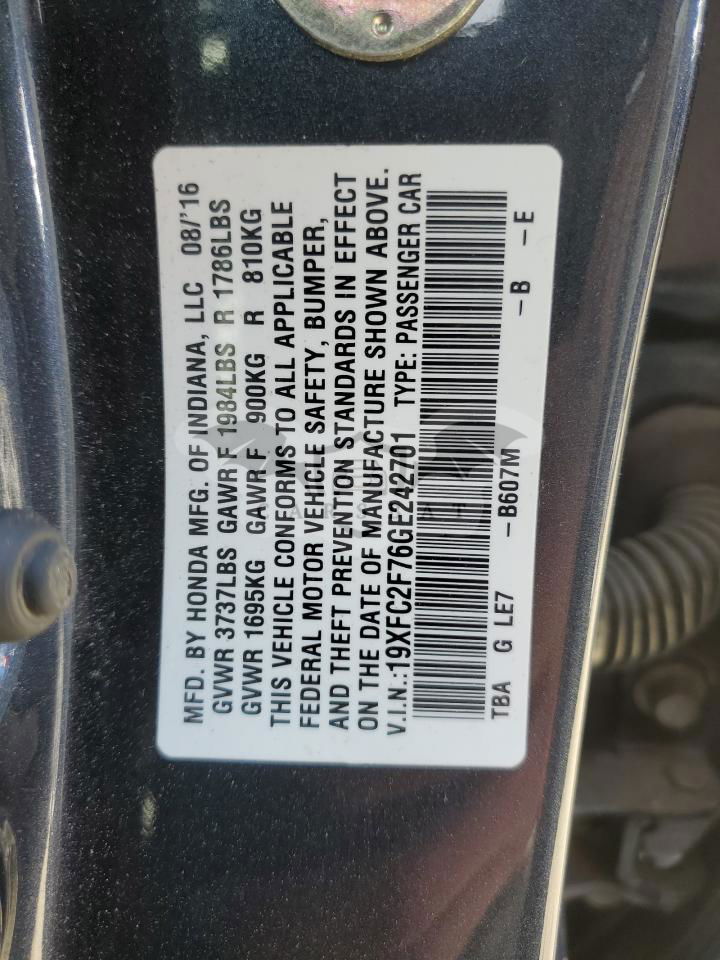 MFD. BY HONDA MFG. OF INDIANA, LLC 08/'16
GVWR 3737LBS GAWR F 1984LBS R 1786LBS
GVWR 1695KG GAWR F 900KG R 810KG
THIS VEHICLE CONFORMS TO ALL APPLICABLE
FEDERAL MOTOR VEHICLE SAFETY, BUMPER,
AND THEFT PREVENTION STANDARDS IN EFFECT
ON THE DATE OF MANUFACTURE SHOWN ABOVE.
V.I.N.:19XFC2F76GE242701 TYPE: PASSENGER CAR
TBA G LE7 -B607M -B -E